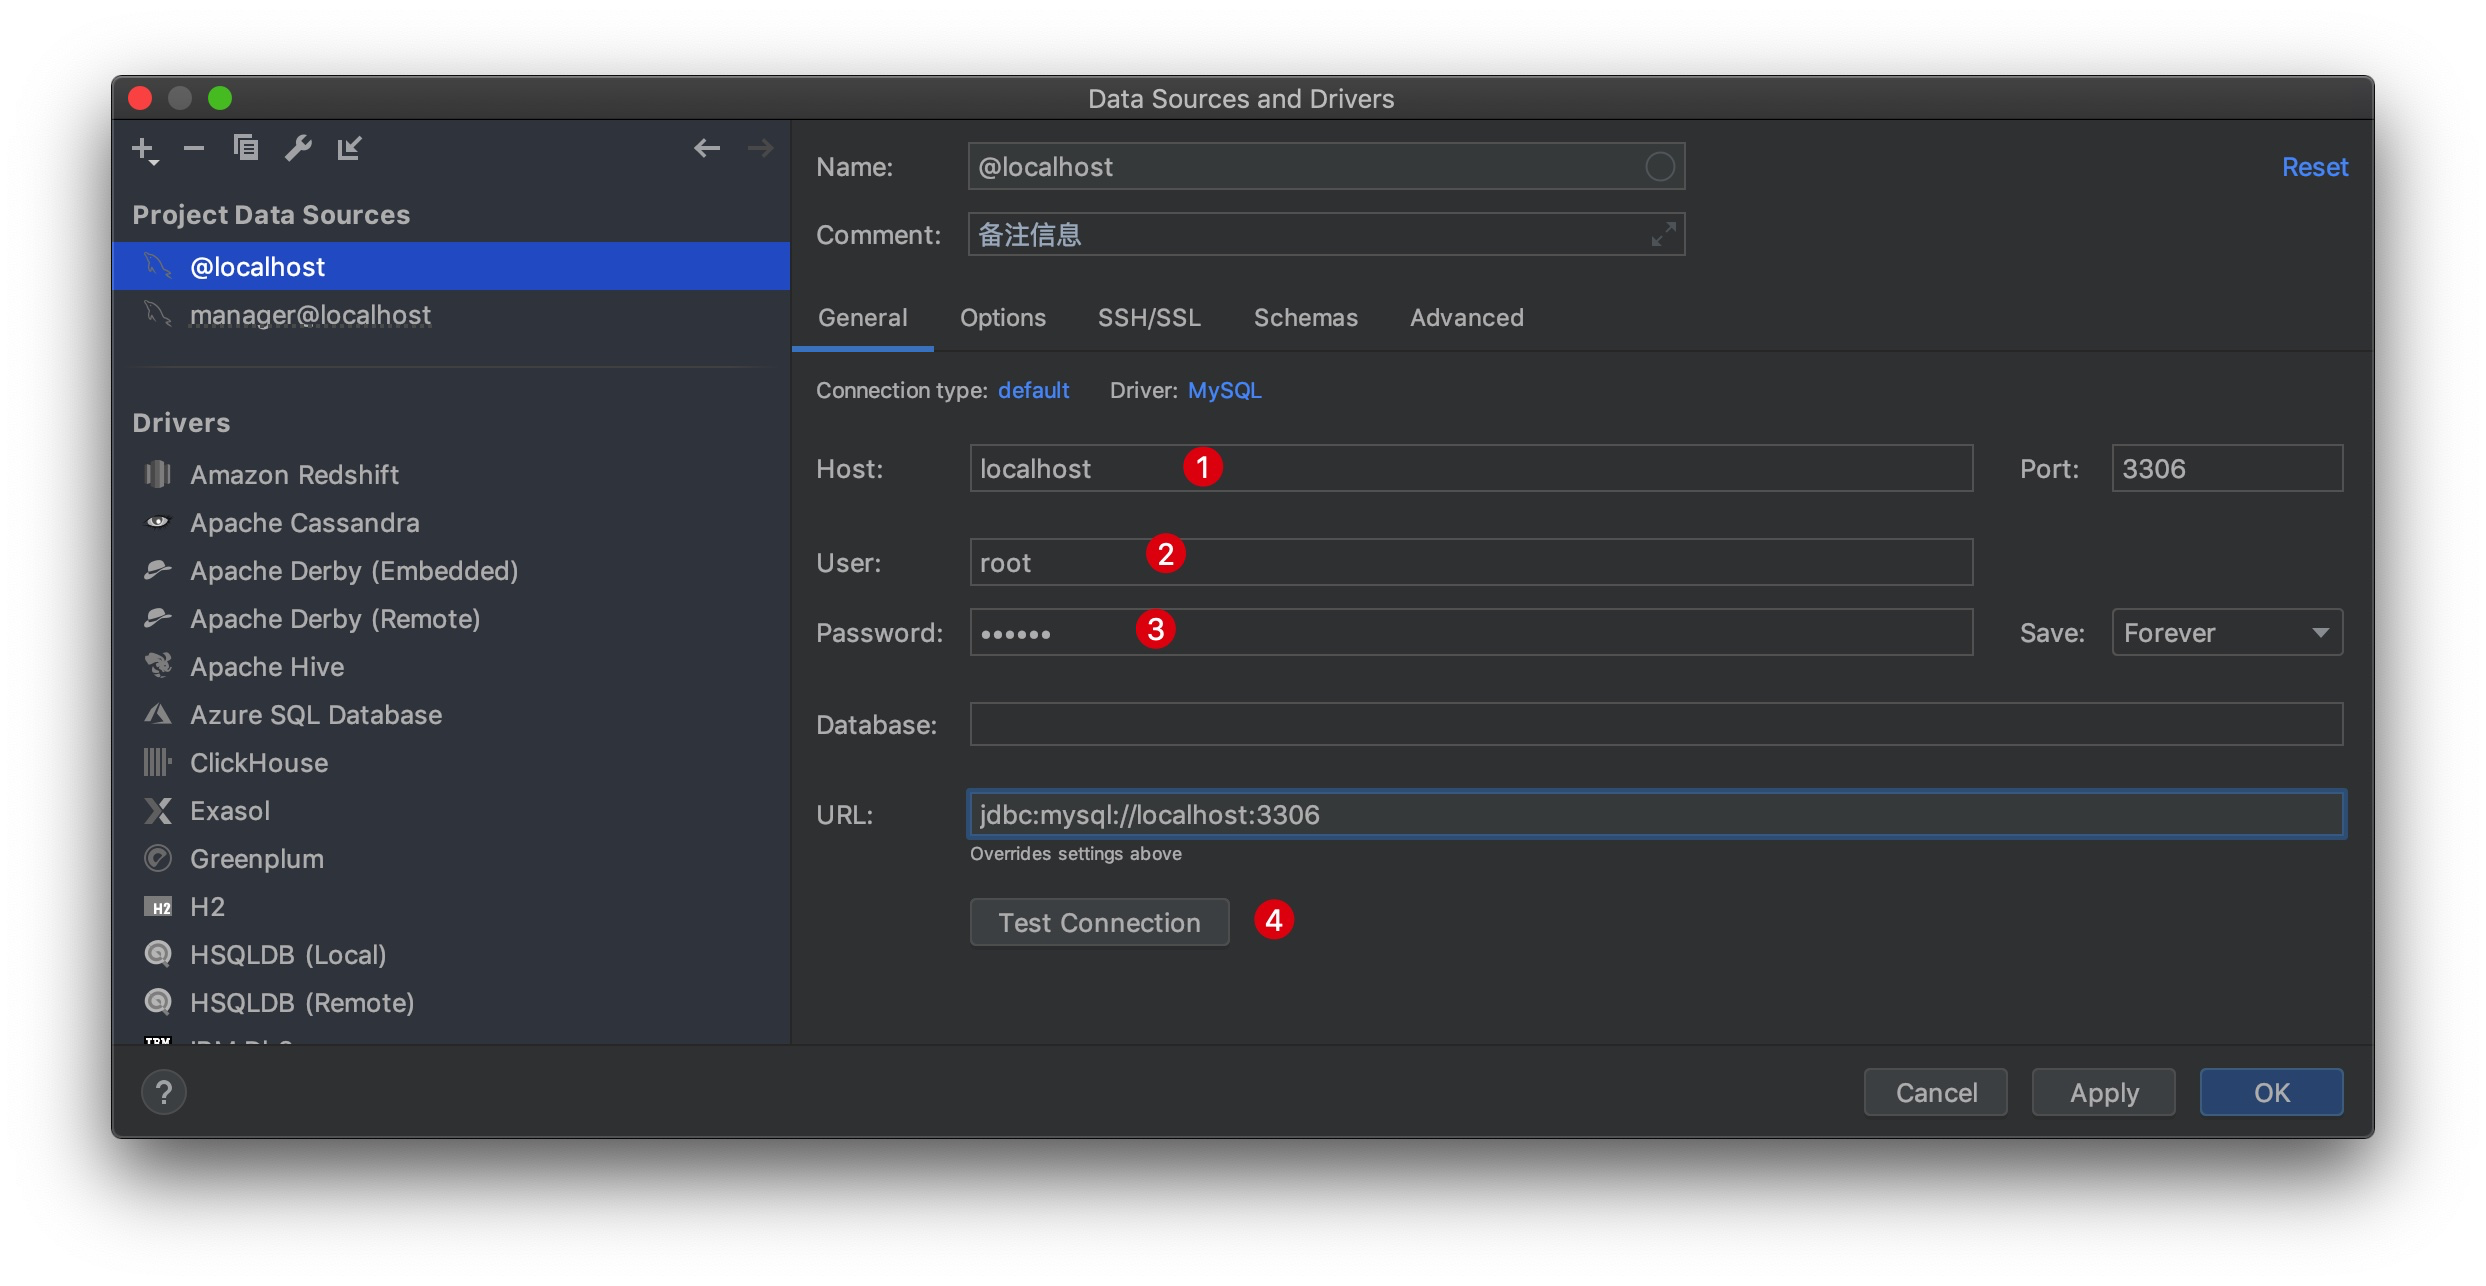 Data Sources and Drivers
Project Data Sources
@localhost
manager@localhost
Drivers
Amazon Redshift
Apache Cassandra
Apache Derby (Embedded)
Apache Derby (Remote)
Apache Hive
Azure SQL Database
ClickHouse
Exasol
Greenplum
H2 H2
HSQLDB (Local)
HSQLDB (Remote)
IBM
Name: @localhost Reset
Comment: 备注信息
General Options SSH/SSL Schemas Advanced
Connection type: default Driver: MySQL
Host: localhost 1 Port: 3306
User: root 2
Password: •••••• 3 Save: Forever
Database:
URL: jdbc:mysql://localhost:3306
Overrides settings above
Test Connection 4
? Cancel Apply OK